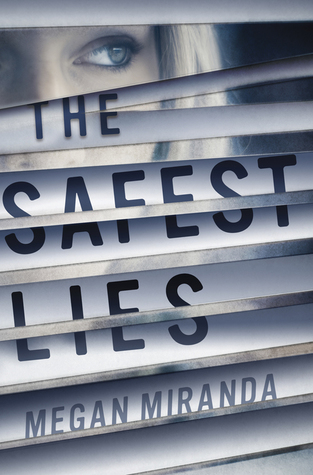 THE
SAFEST
LIES
MEGAN MIRANDA